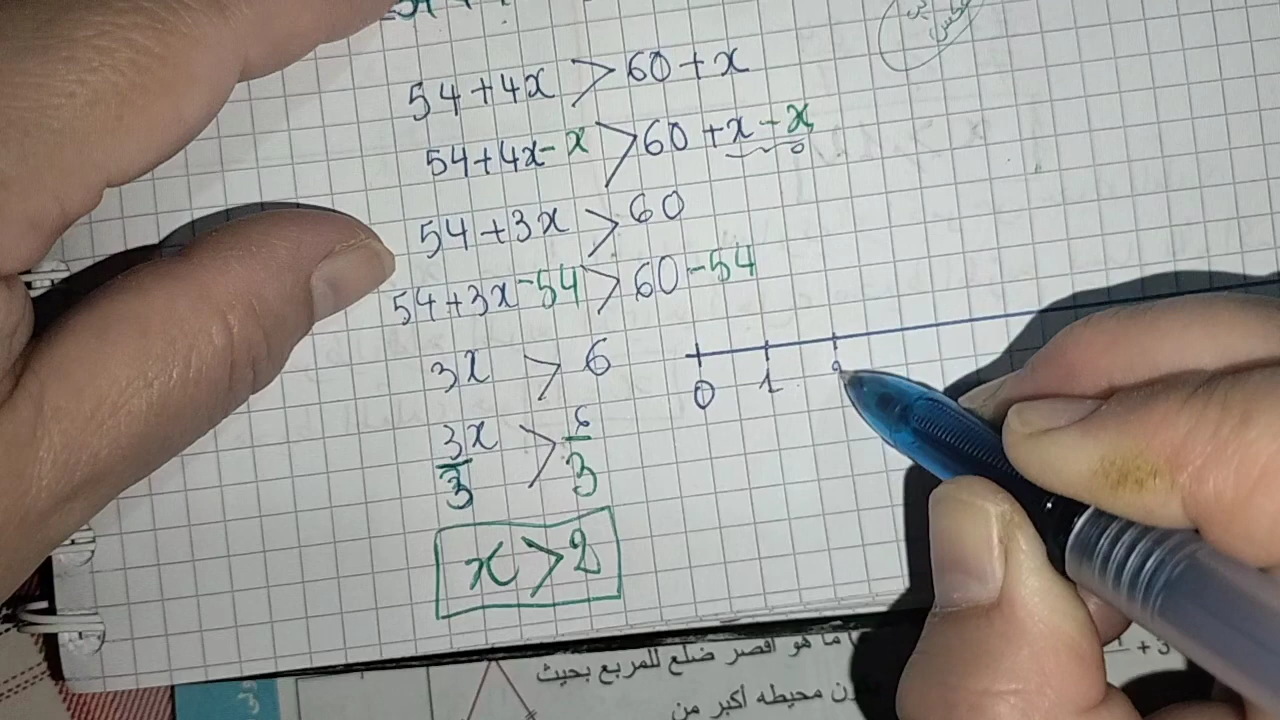 54+4x > 60+x
54+4x-x > 60+x-x
0
54+3x > 60
54+3x-54 > 60-54
3x > 6
0 1
3x/3 > 6/3
x > 2
ما هو أقصر ضلع للمربع بحيث
محيطه أكبر من